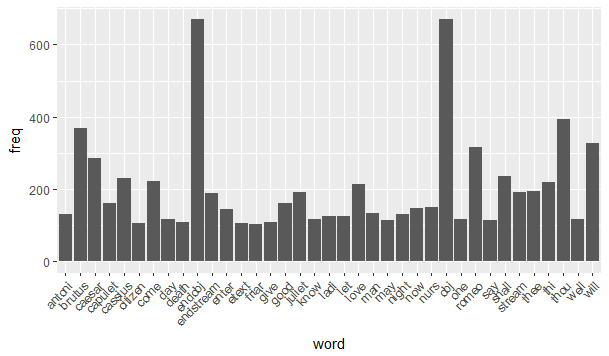 600
400
200
0
freq
antoni
brutus
caesar
capulet
cassius
citizen
come
day
death
endobj
endstream
enter
etext
friar
give
good
juliet
know
ladi
let
love
man
may
night
now
nurs
obj
one
romeo
say
shall
stream
thee
thi
thou
well
will
word